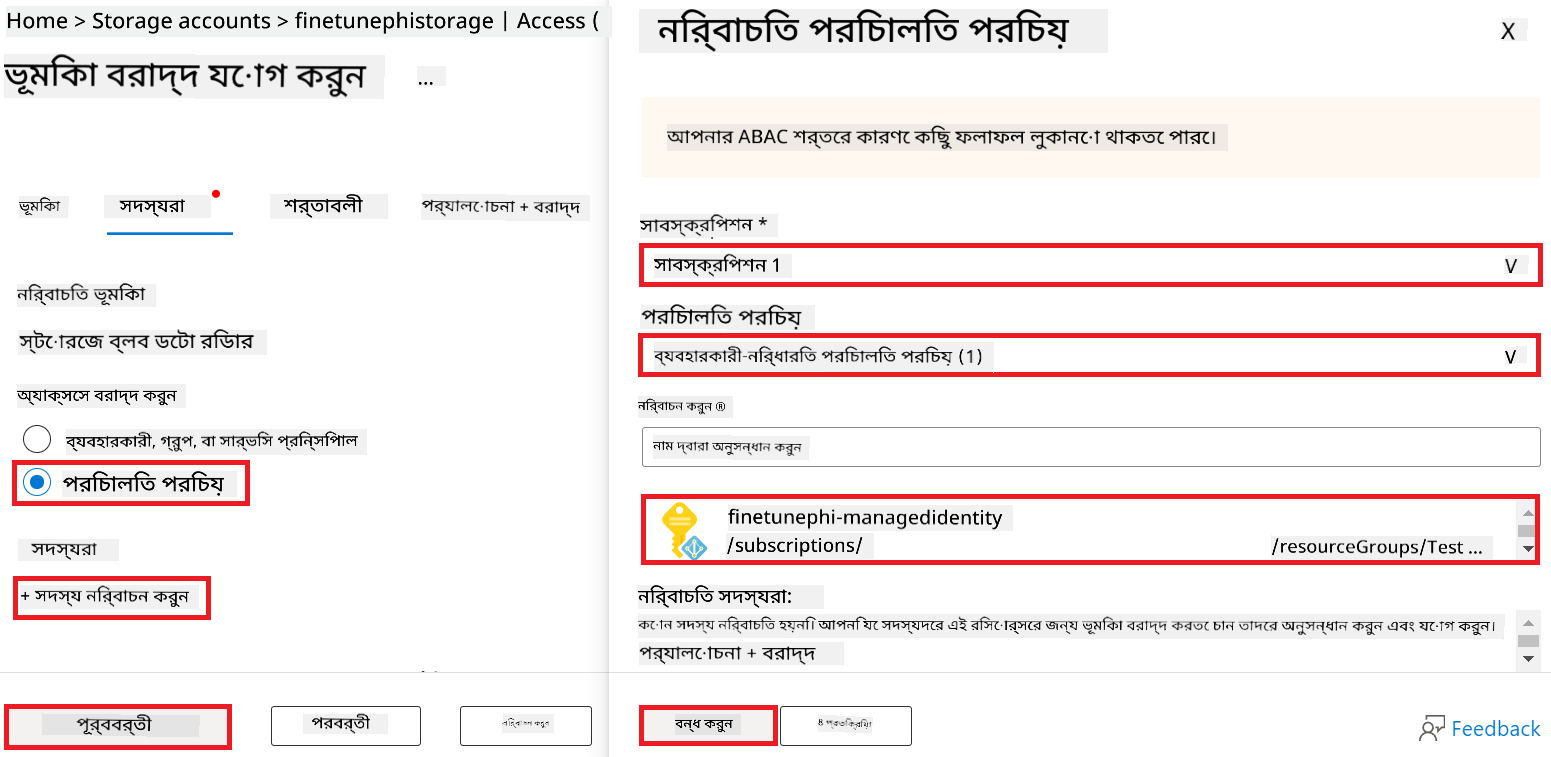 Home > Storage accounts > finetunephistorage | Access (
ভূমিকা বরাদ্দ যোগ করুন ...
ভূমিকা সদস্যরা শর্তাবলী পর্যালোচনা + বরাদ্দ
নির্বাচিত ভূমিকা
স্টোরেজ ব্লব ডেটা রিডার
অ্যাক্সেস বরাদ্দ করুন
ব্যবহারকারী, গ্রুপ, বা সার্ভিস প্রিন্সিপাল
পরিচালিত পরিচয়
সদস্যরা
+ সদস্য নির্বাচন করুন
পূর্ববর্তী পরবর্তী নির্বাচন করুন
নির্বাচিত পরিচালিত পরিচয় X
আপনার ABAC শর্তের কারণে কিছু ফলাফল লুকানো থাকতে পারে।
সাবস্ক্রিপশন *
সাবস্ক্রিপশন 1 V
পরিচালিত পরিচয়
ব্যবহারকারী-নির্ধারিত পরিচালিত পরিচয় (1) V
নির্বাচন করুন ®
নাম দ্বারা অনুসন্ধান করুন
finetunephi-managedidentity
/subscriptions/ /resourceGroups/Test ...
নির্বাচিত সদস্যরা:
কোন সদস্য নির্বাচিত হয়নি। আপনি যে সদস্যদের এই রিসোর্সের জন্য ভূমিকা বরাদ্দ করতে চান তাদের অনুসন্ধান করুন এবং যোগ করুন।
পর্যালোচনা + বরাদ্দ
বন্ধ করুন 8 প্রতিক্রিয়া
Feedback